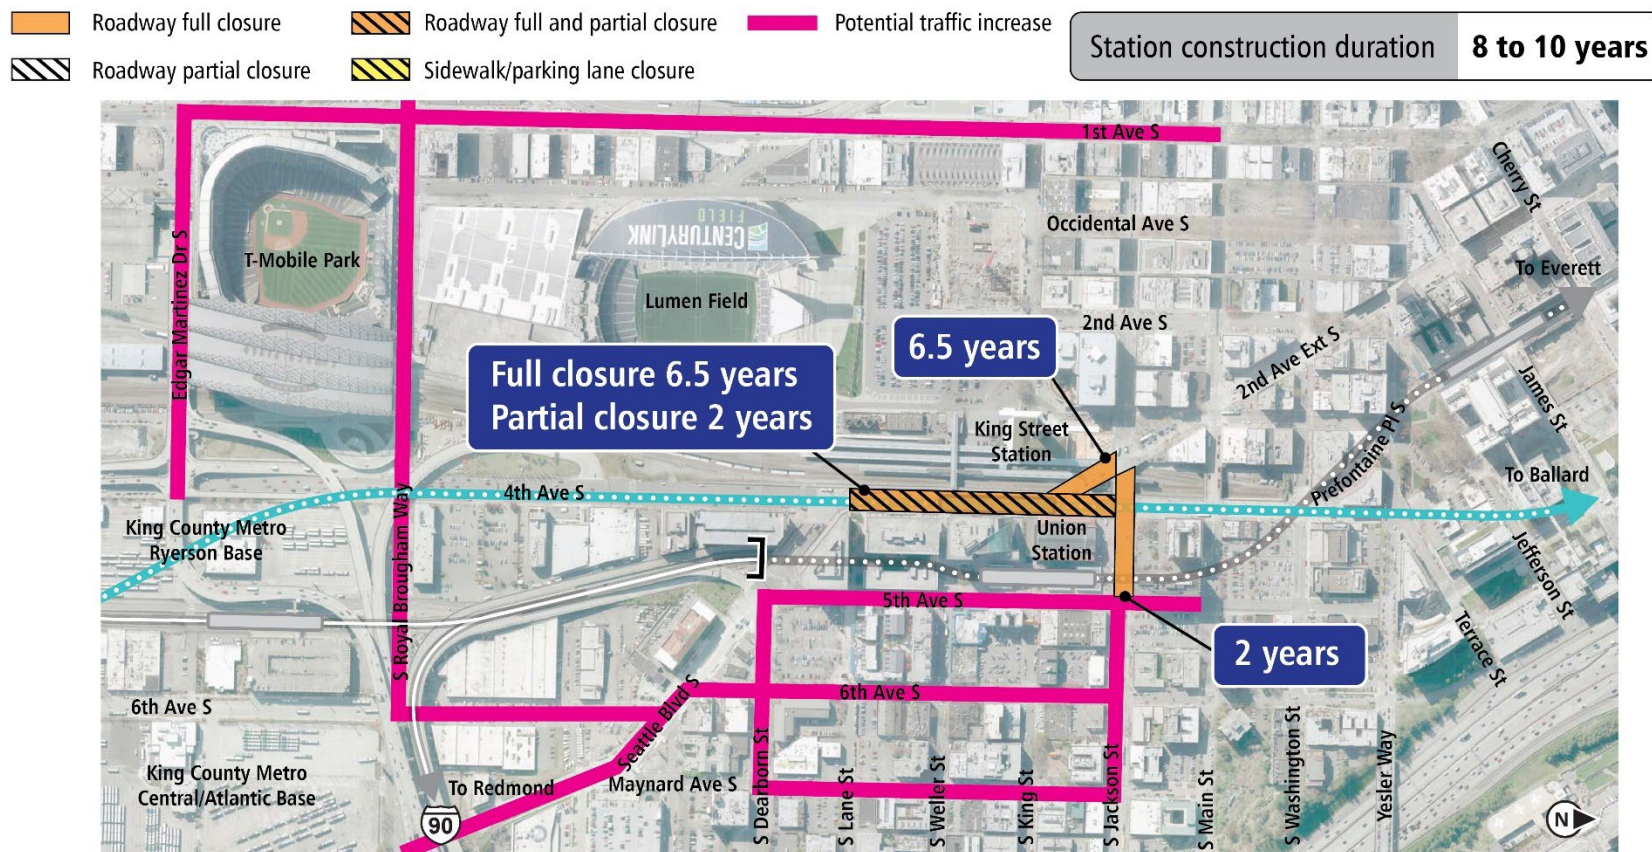 Roadway full closure
Roadway full and partial closure
Potential traffic increase
Roadway partial closure
Sidewalk/parking lane closure
Station construction duration
8 to 10 years
1st Ave S
Cherry St
Occidental Ave S
Edgar Martinez Dr S
T-Mobile Park
CENTURYLINK
FIELD
Lumen Field
To Everett
2nd Ave S
6.5 years
2nd Ave Ext S
Full closure 6.5 years
Partial closure 2 years
James St
King Street
Station
Prefontaine Pl S
To Ballard
4th Ave S
King County Metro
Ryerson Base
Union
Station
S Royal Brougham Way
Jefferson St
5th Ave S
Terrace St
2 years
6th Ave S
6th Ave S
Seattle Blvd S
King County Metro
Central/Atlantic Base
To Redmond
Maynard Ave S
S Dearborn St
S Lane St
S Weller St
S King St
S Jackson St
S Main St
S Washington St
Yesler Way
90
N